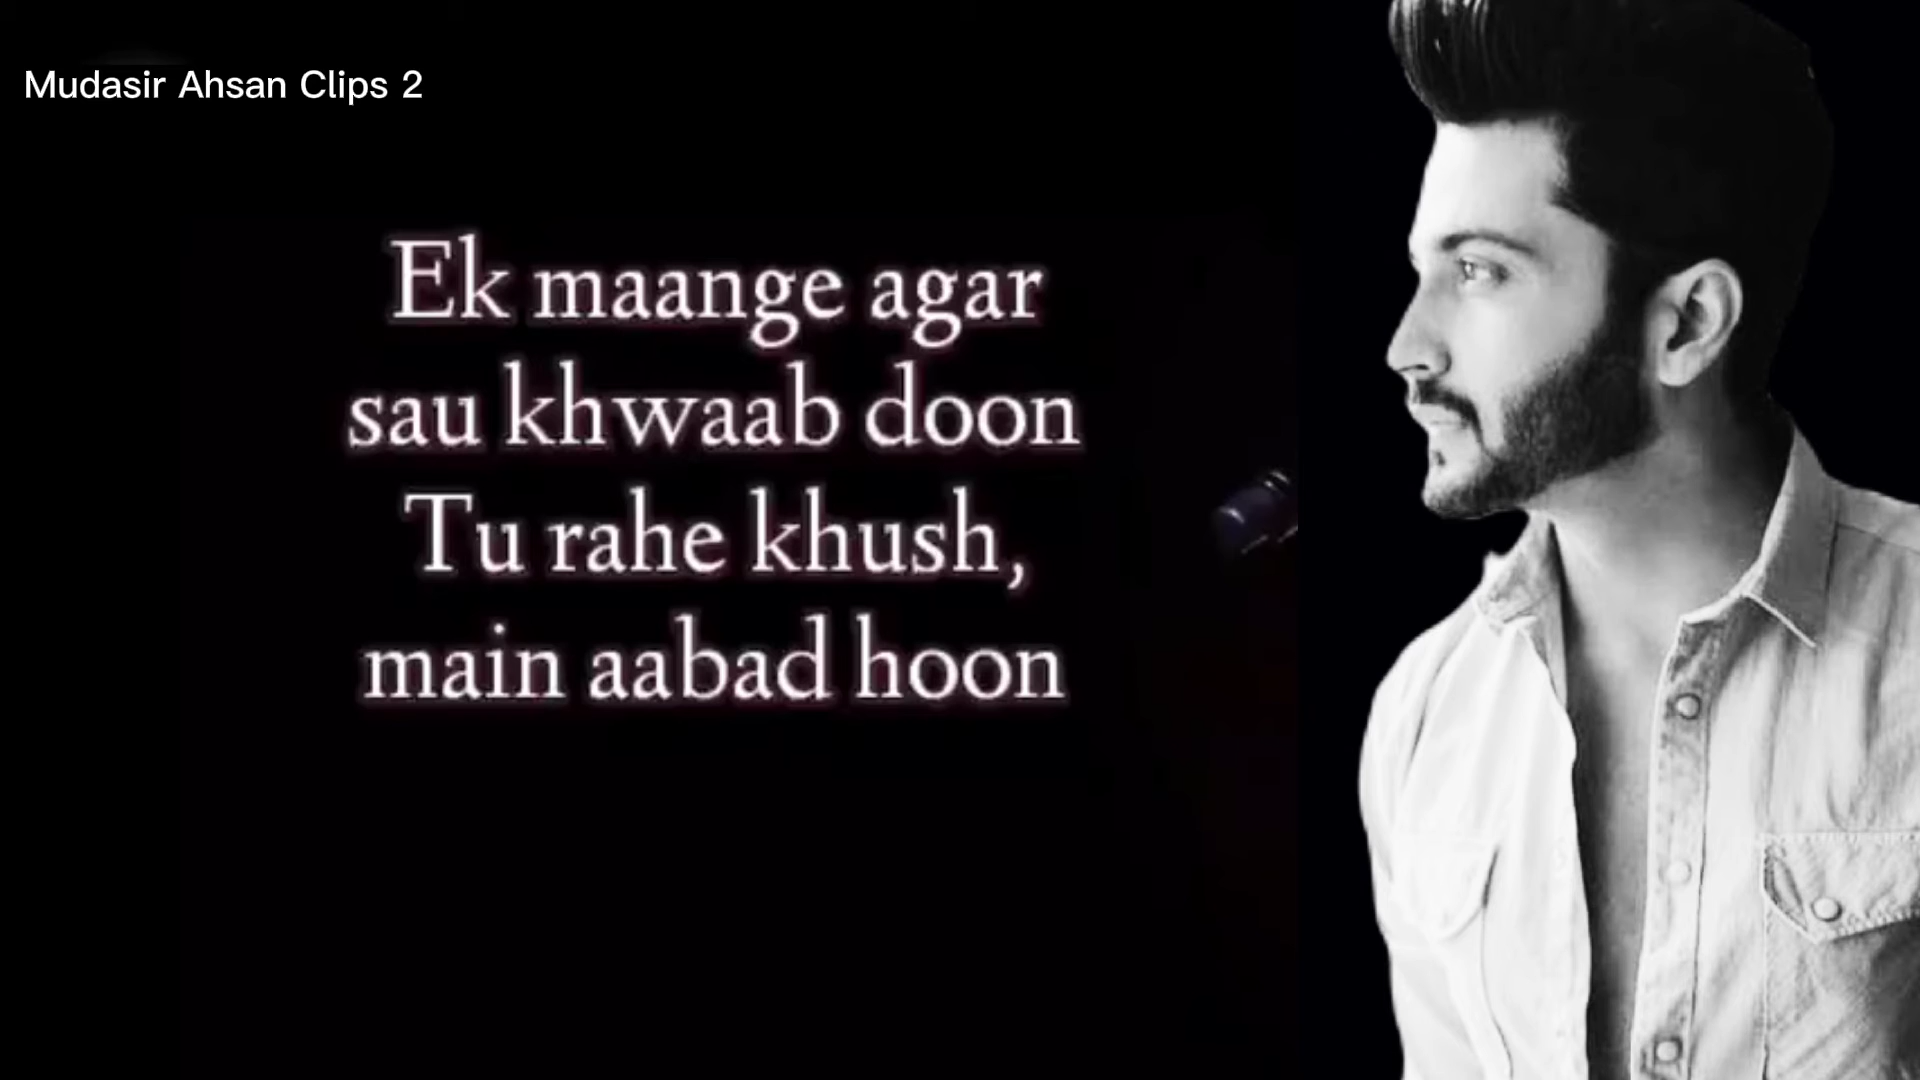 Mudasir Ahsan Clips 2
Ek maange agar
sau khwaab doon
Tu rahe khush,
main aabad hoon